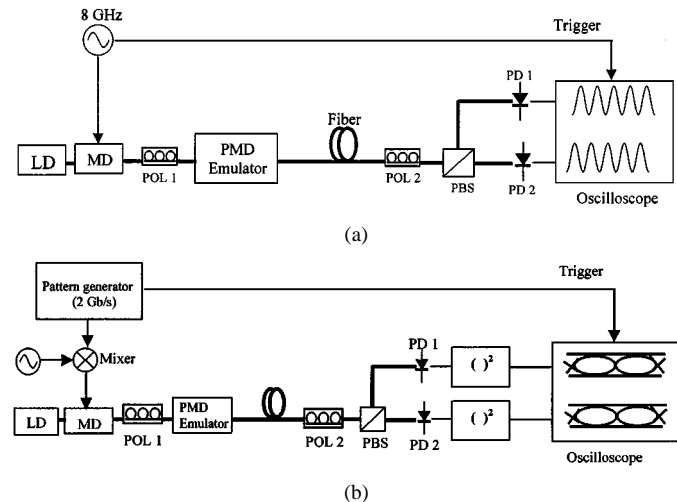 8 GHz
Trigger
PD 1
Fiber
LD
MD
POL 1
PMD
Emulator
POL 2
PBS
PD 2
Oscilloscope
(a)
Pattern generator
(2 Gb/s)
Trigger
Mixer
PD 1
( )²
LD
MD
POL 1
PMD
Emulator
POL 2
PBS
PD 2
( )²
Oscilloscope
(b)